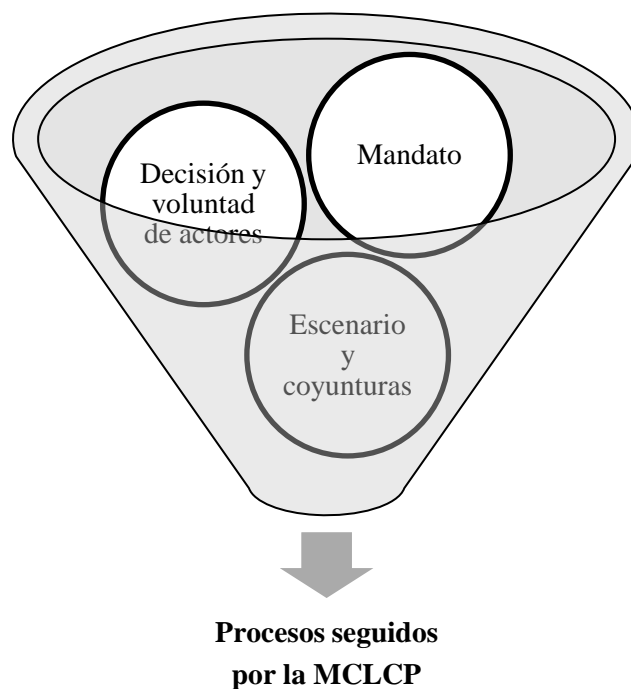 Decisión y
voluntad
de actores
Mandato
Escenario
y
coyunturas
Procesos seguidos
por la MCLCP